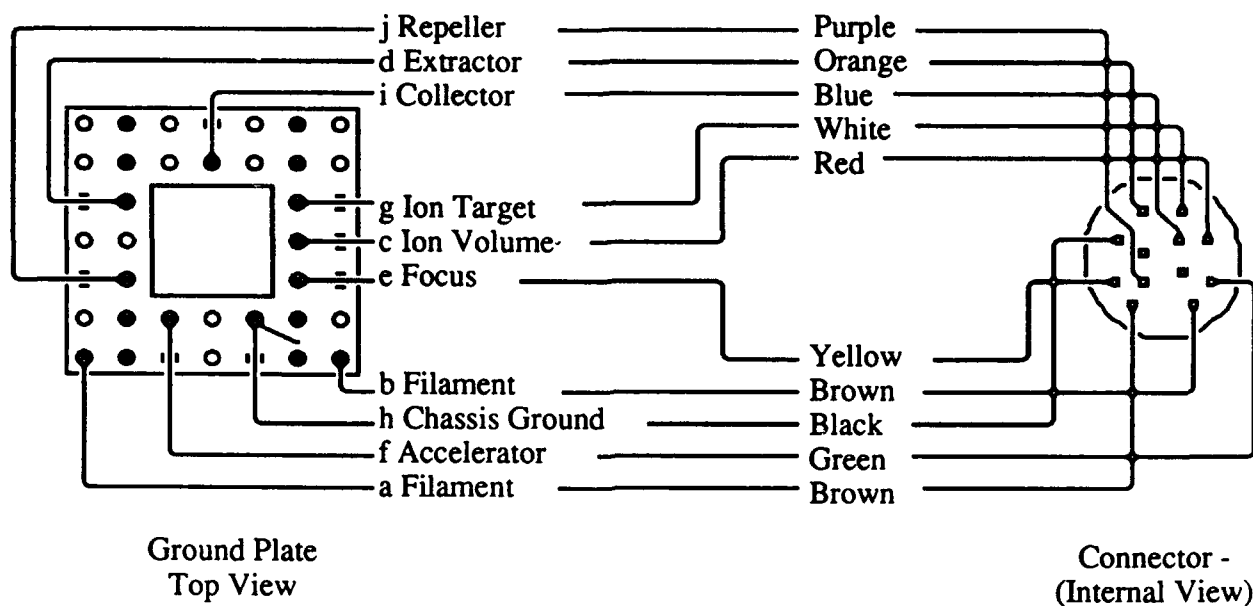 j Repeller Purple
d Extractor Orange
i Collector Blue
White
Red
g Ion Target
c Ion Volume-
e Focus
Yellow
b Filament Brown
h Chassis Ground Black
f Accelerator Green
a Filament Brown
Ground Plate
Top View
Connector -
(Internal View)